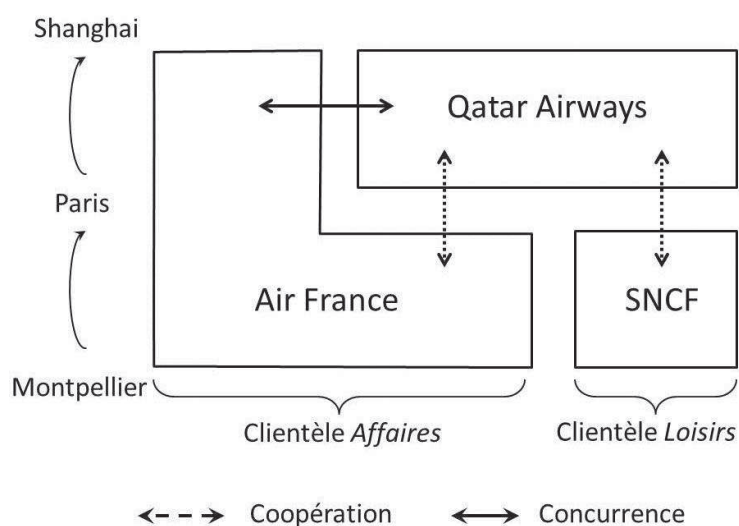 Shanghai
Qatar Airways
Paris
Air France
SNCF
Montpellier
Clientèle Affaires
Clientèle Loisirs
Coopération
Concurrence